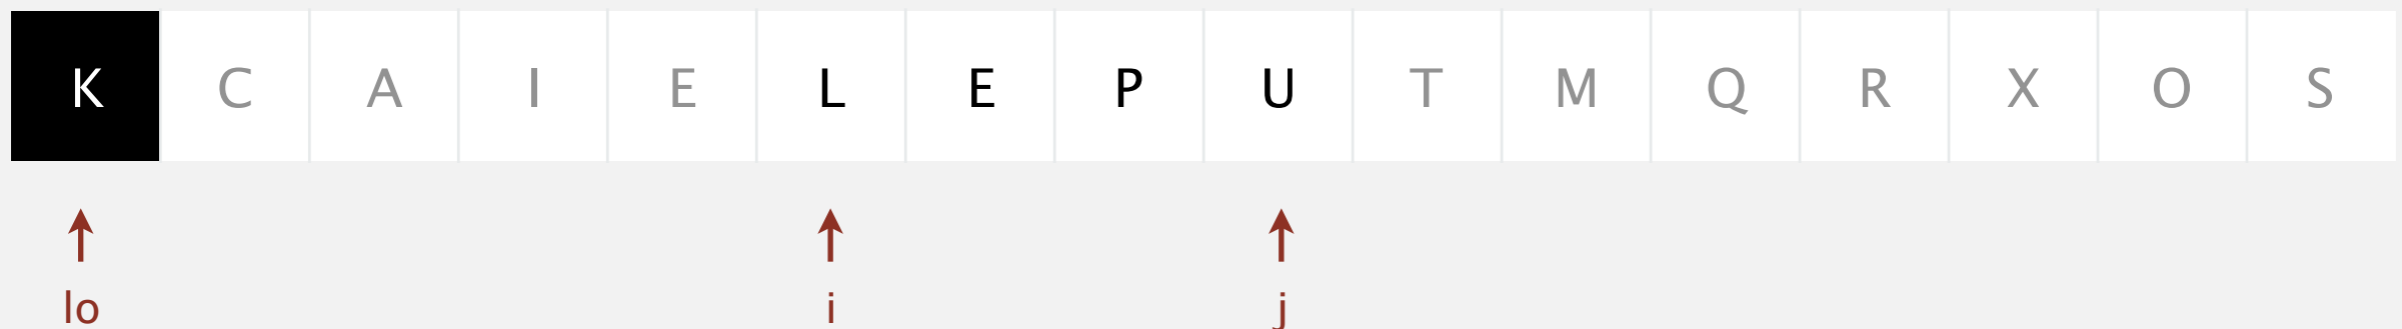 K C A I E L E P U T M Q R X O S
lo i j